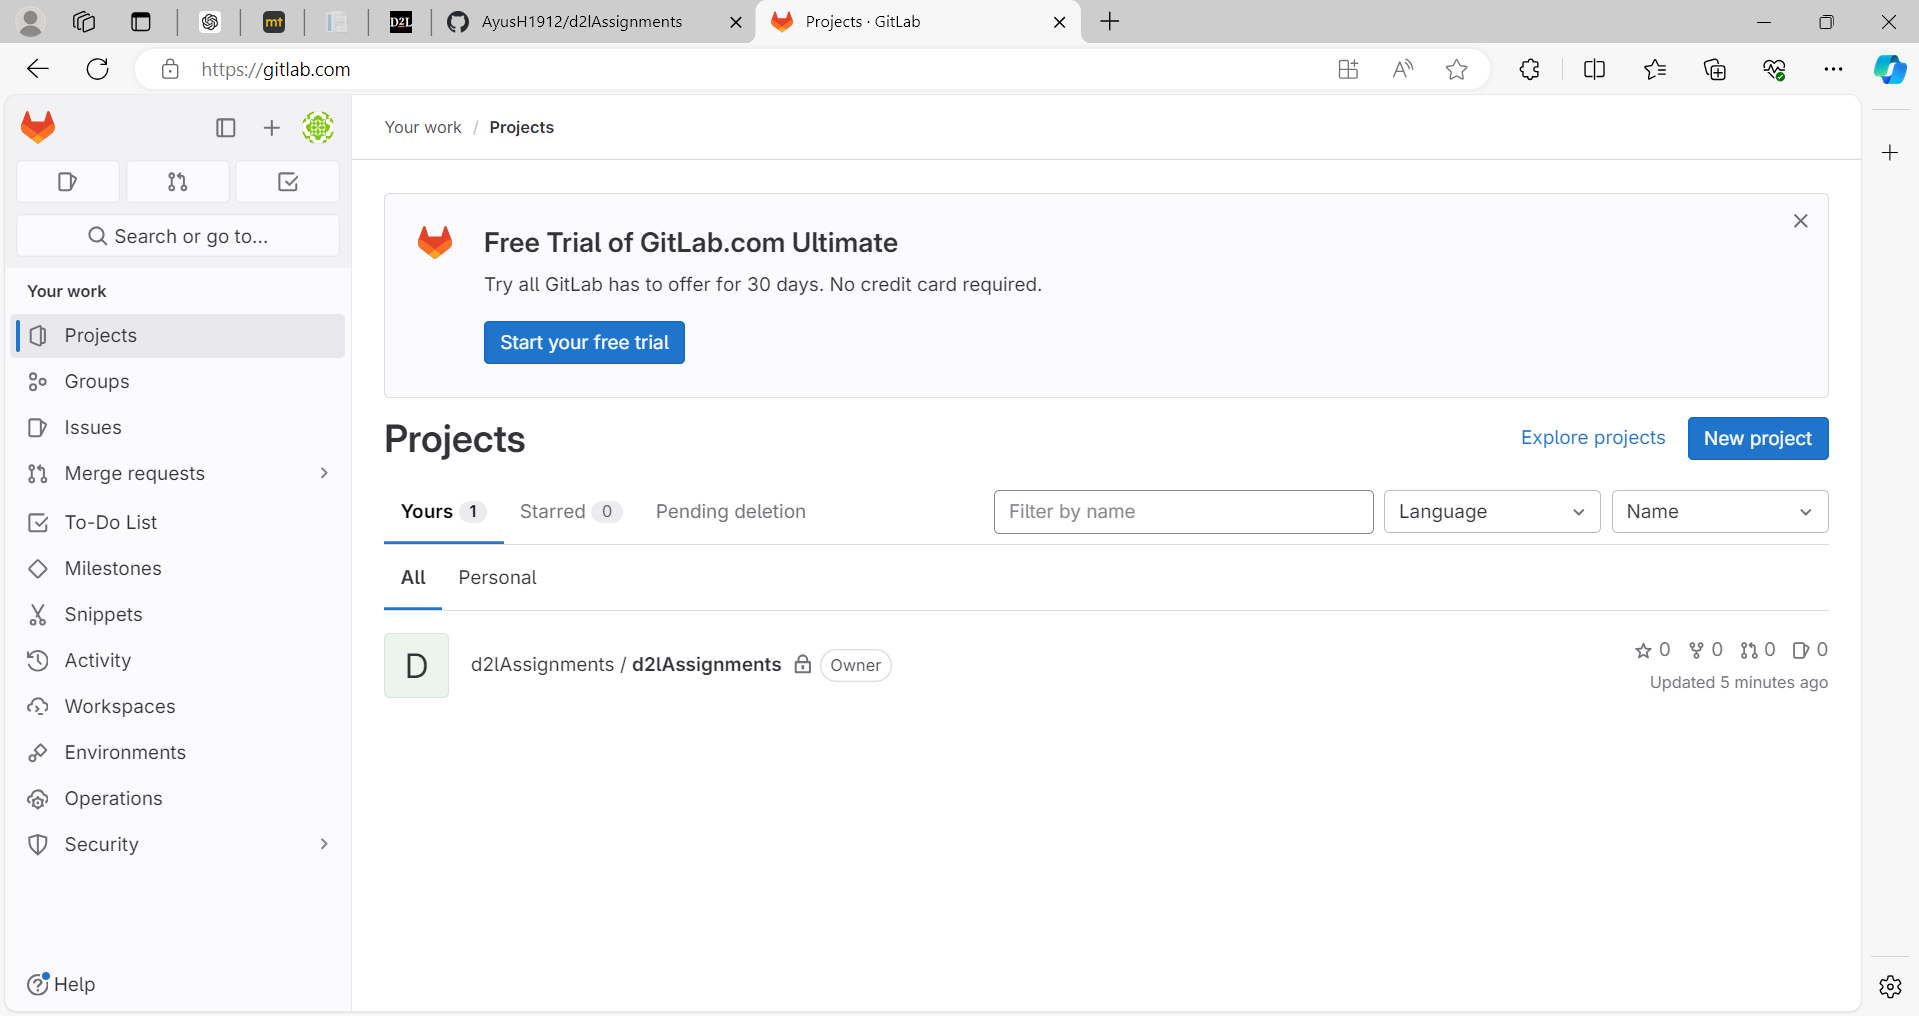 mt
D2L
AyusH1912/d2lAssignments
Projects · GitLab
https://gitlab.com
Your work / Projects
Search or go to...
Your work
Projects
Groups
Issues
Merge requests
To-Do List
Milestones
Snippets
Activity
Workspaces
Environments
Operations
Security
Help
Free Trial of GitLab.com Ultimate
Try all GitLab has to offer for 30 days. No credit card required.
Start your free trial
Projects
Explore projects
New project
Yours 1
Starred 0
Pending deletion
Filter by name
Language
Name
All
Personal
D
d2lAssignments / d2lAssignments
Owner
0 0 0 0
Updated 5 minutes ago